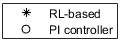 RL-based
PI controller